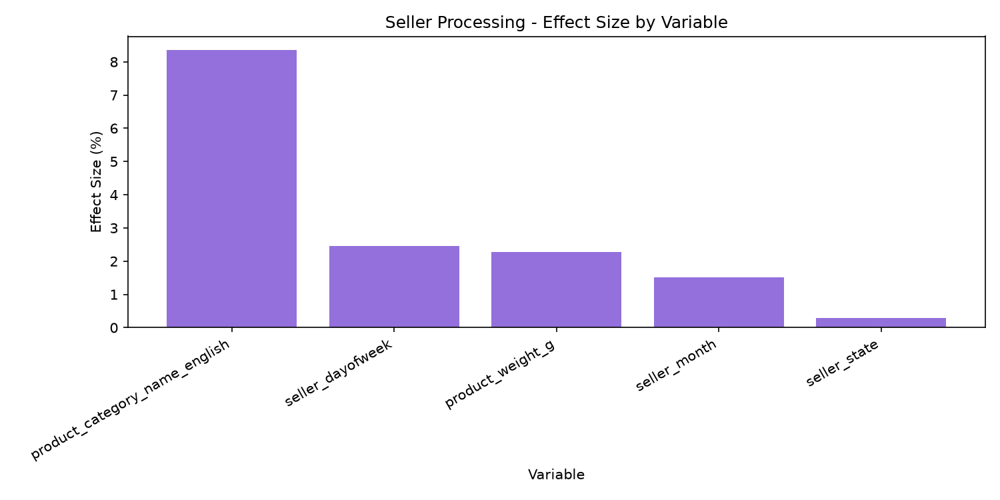 Seller Processing - Effect Size by Variable
Effect Size (%)
8
7
6
5
4
3
2
1
0
product_category_name_english
seller_dayofweek
product_weight_g
seller_month
seller_state
Variable